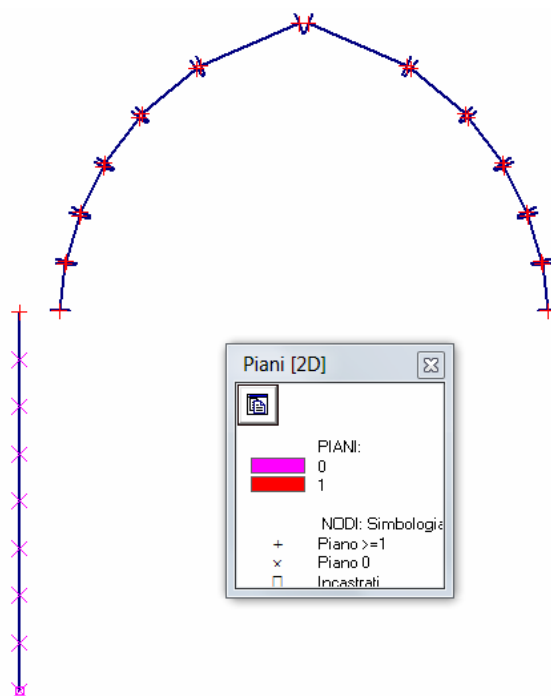 Piani [2D]
PIANI:
0
1
NODI: Simbologia
+ Piano >=1
× Piano 0
□ Incastrati